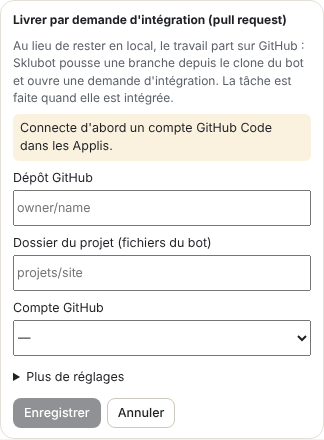 Livrer par demande d'intégration (pull request)
Au lieu de rester en local, le travail part sur GitHub :
Sklubot pousse une branche depuis le clone du bot
et ouvre une demande d'intégration. La tâche est
faite quand elle est intégrée.
Connecte d'abord un compte GitHub Code
dans les Applis.
Dépôt GitHub
owner/name
Dossier du projet (fichiers du bot)
projets/site
Compte GitHub
—
▶ Plus de réglages
Enregistrer Annuler